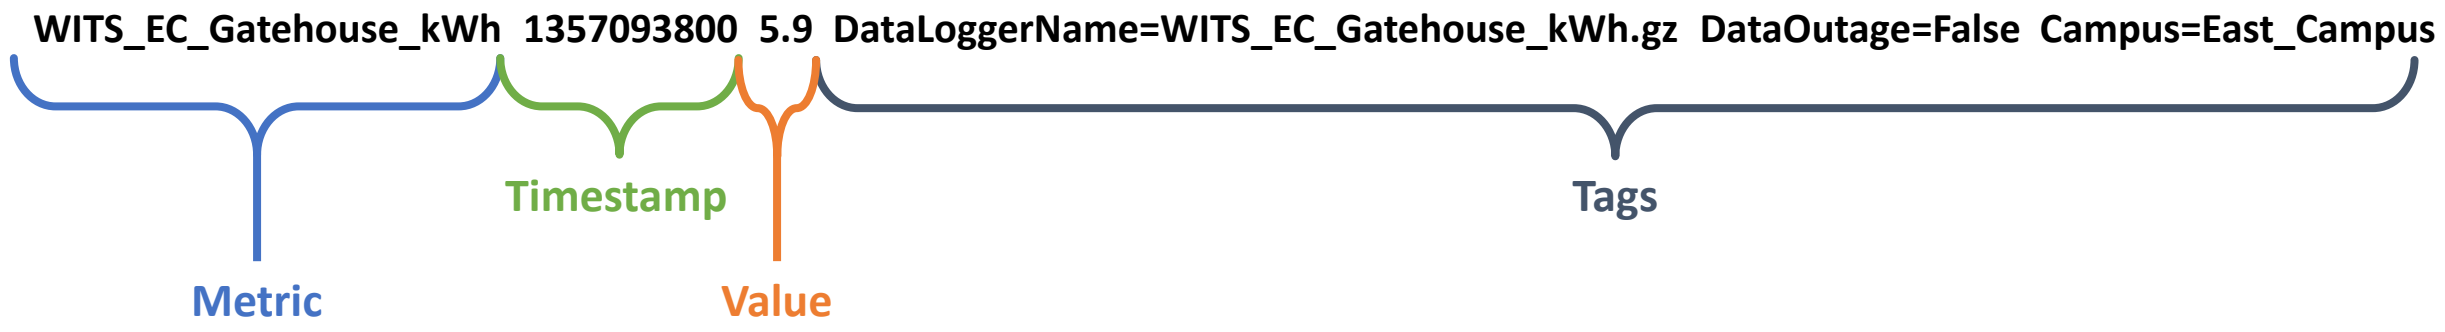 WITS_EC_Gatehouse_kWh 1357093800 5.9 DataLoggerName=WITS_EC_Gatehouse_kWh.gz DataOutage=False Campus=East_Campus
Timestamp Tags
Metric Value